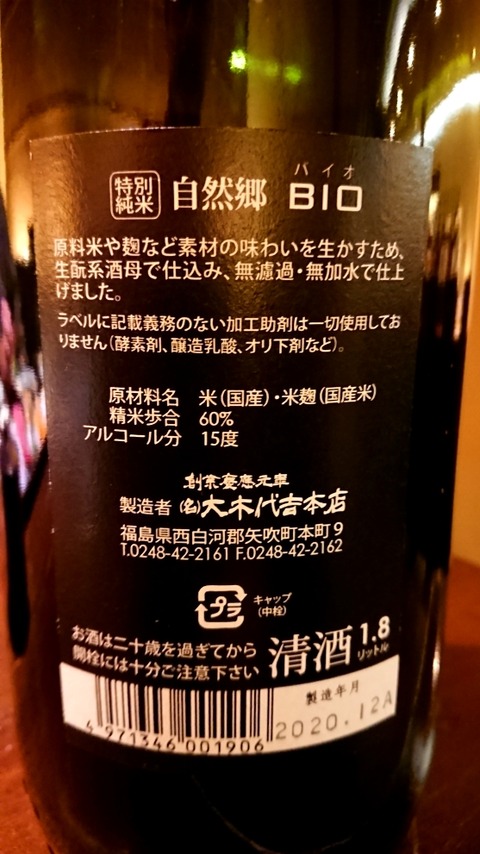 特別純米 自然郷 BIO
バイオ
原料米や麹など素材の味わいを生かすため、
生酛系酒母で仕込み、無濾過・無加水で仕上
げました。
ラベルに記載義務のない加工助剤は一切使用してお
りません（酵素剤、醸造乳酸、オリ下剤など）。
原材料名 米（国産）・米麹（国産米）
精米歩合 60%
アルコール分 15度
創業慶應元年
製造者 ㈴大木代吉本店
福島県西白河郡矢吹町本町9
T.0248-42-2161 F.0248-42-2162
プラ
キャップ
（中栓）
お酒は二十歳を過ぎてから
開栓には十分ご注意下さい
清酒 1.8
リットル
製造年月
2020.12A
4 971346 001906